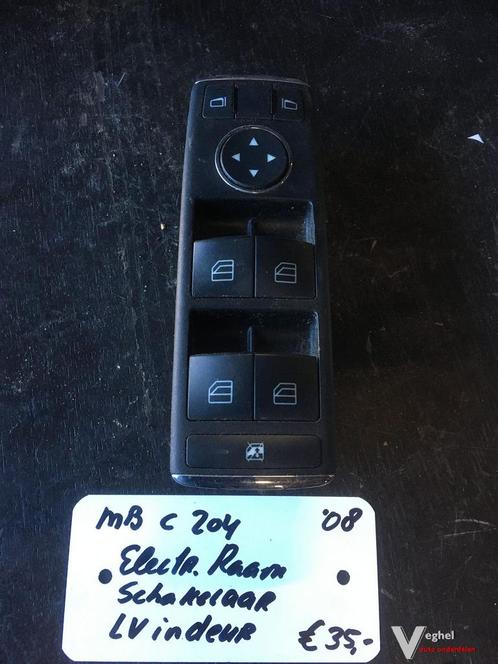 MB C 204 '08
Electr. Raam
Schakelaar
LV indeur €35,-
Veghel
auto onderdelen